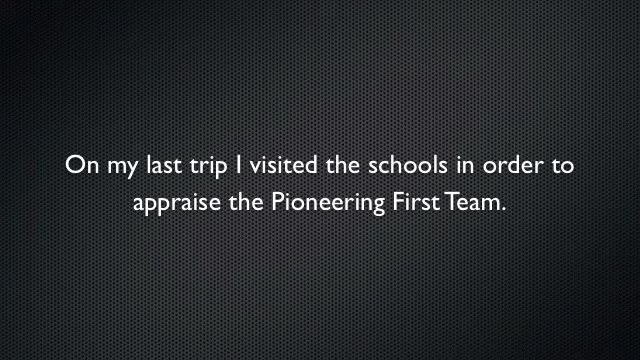 On my last trip I visited the schools in order to
appraise the Pioneering First Team.